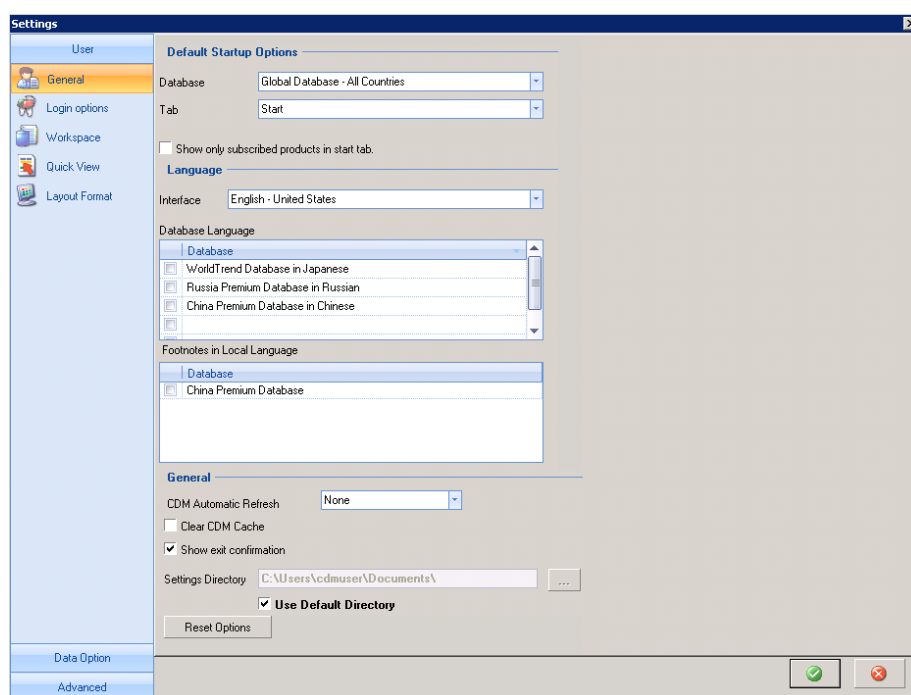 Settings
User
General
Login options
Workspace
Quick View
Layout Format
Data Option
Advanced
Default Startup Options
Database
Global Database - All Countries
Tab
Start
Show only subscribed products in start tab.
Language
Interface
English - United States
Database Language
Database
WorldTrend Database in Japanese
Russia Premium Database in Russian
China Premium Database in Chinese
Footnotes in Local Language
Database
China Premium Database
General
CDM Automatic Refresh
None
Clear CDM Cache
Show exit confirmation
Settings Directory
C:\Users\cdmuser\Documents\
...
Use Default Directory
Reset Options